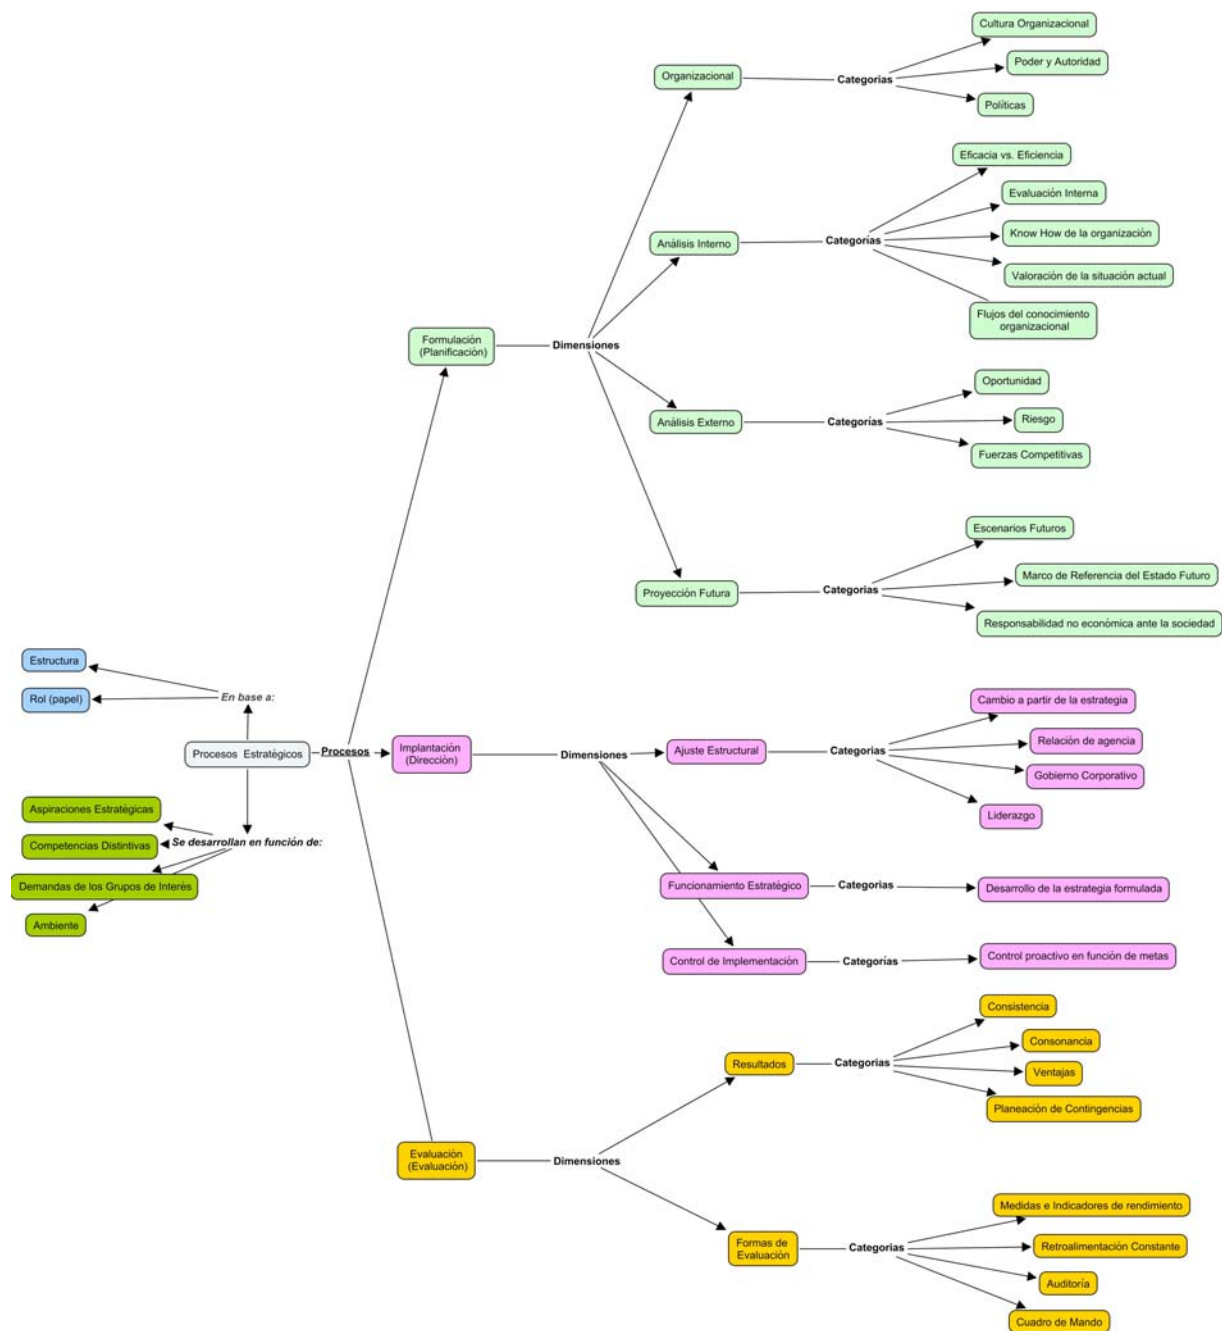 Cultura Organizacional
Poder y Autoridad
Organizacional
Categorias
Políticas
Eficacia vs. Eficiencia
Evaluación Interna
Know How de la organización
Análisis Interno
Categorías
Valoración de la situación actual
Flujos del conocimiento
organizacional
Formulación
(Planificación)
Dimensiones
Oportunidad
Riesgo
Análisis Externo
Categorías
Fuerzas Competitivas
Escenarios Futuros
Marco de Referencia del Estado Futuro
Proyección Futura
Categorias
Responsabilidad no económica ante la sociedad
Estructura
Rol (papel)
En base a:
Procesos Estratégicos
Procesos
Implantación
(Dirección)
Dimensiones
Ajuste Estructural
Categorías
Cambio a partir de la estrategia
Relación de agencia
Gobierno Corporativo
Liderazgo
Aspiraciones Estratégicas
Competencias Distintivas
Se desarrollan en función de:
Demandas de los Grupos de Interés
Ambiente
Funcionamiento Estratégico
Categorias
Desarrollo de la estrategia formulada
Control de Implementación
Categorías
Control proactivo en función de metas
Consistencia
Consonancia
Resultados
Categorias
Ventajas
Planeación de Contingencias
Evaluación
(Evaluación)
Dimensiones
Medidas e Indicadores de rendimiento
Retroalimentación Constante
Formas de
Evaluación
Categorias
Auditoría
Cuadro de Mando